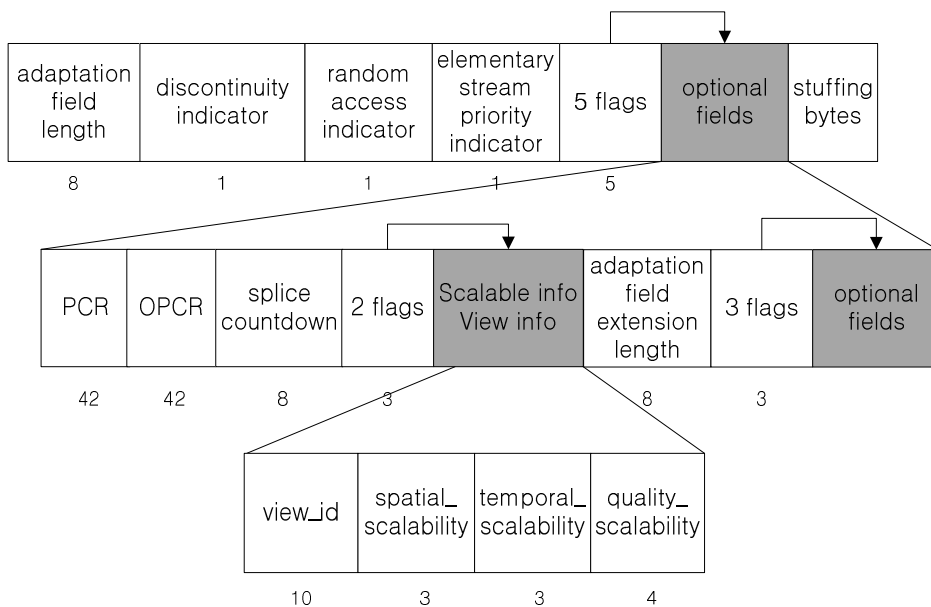 adaptation
field
length
discontinuity
indicator
random
access
indicator
elementary
stream
priority
indicator
5 flags
optional
fields
stuffing
bytes
8
1
1
1
5
PCR
OPCR
splice
countdown
2 flags
Scalable info
View info
adaptation
field
extension
length
3 flags
optional
fields
42
42
8
3
8
3
view_id
spatial_
scalability
temporal_
scalability
quality_
scalability
10
3
3
4